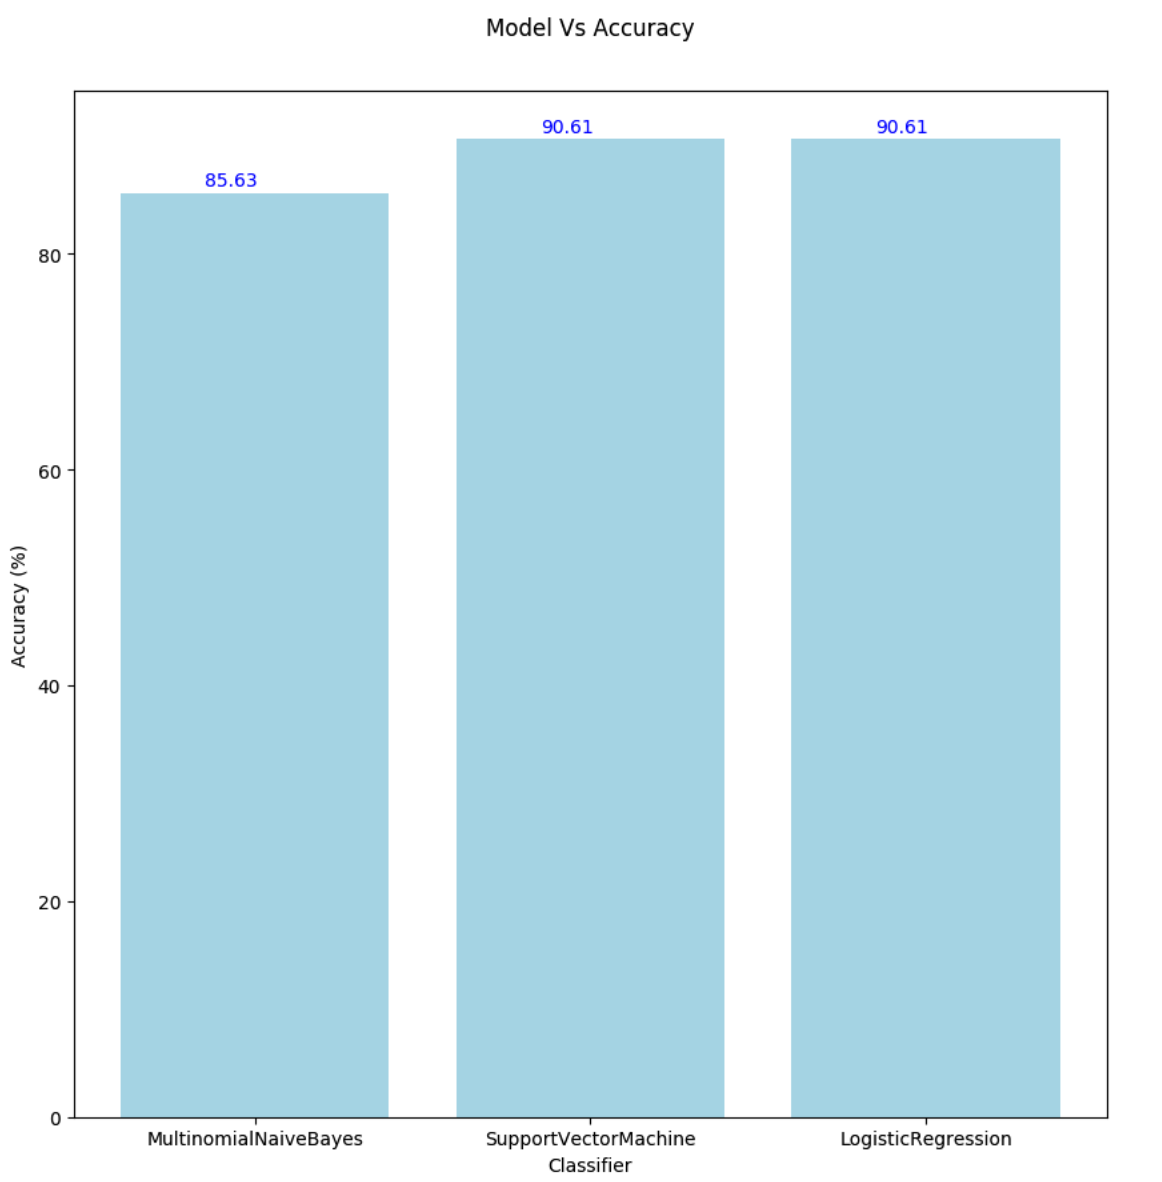 Model Vs Accuracy
90.61
90.61
85.63
80
60
40
20
0
Accuracy (%)
MultinomialNaiveBayes
SupportVectorMachine
LogisticRegression
Classifier